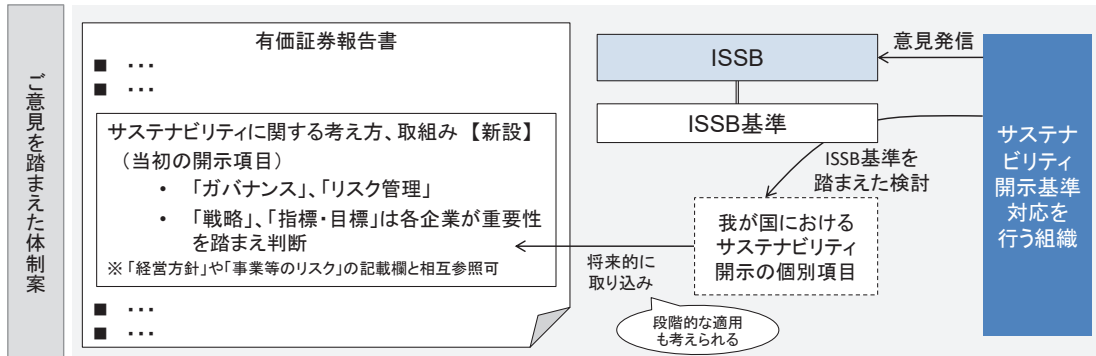 ご意見を踏まえた体制案
有価証券報告書
■ ・・・
■ ・・・
サステナビリティに関する考え方、取組み 【新設】
（当初の開示項目）
・ 「ガバナンス」、「リスク管理」
・ 「戦略」、「指標・目標」は各企業が重要性
を踏まえ判断
※「経営方針」や「事業等のリスク」の記載欄と相互参照可
■ ・・・
■ ・・・
ISSB
意見発信
ISSB基準
ISSB基準を
踏まえた検討
我が国における
サステナビリティ
開示の個別項目
将来的に
取り込み
段階的な適用
も考えられる
サステナ
ビリティ
開示基準
対応を
行う組織